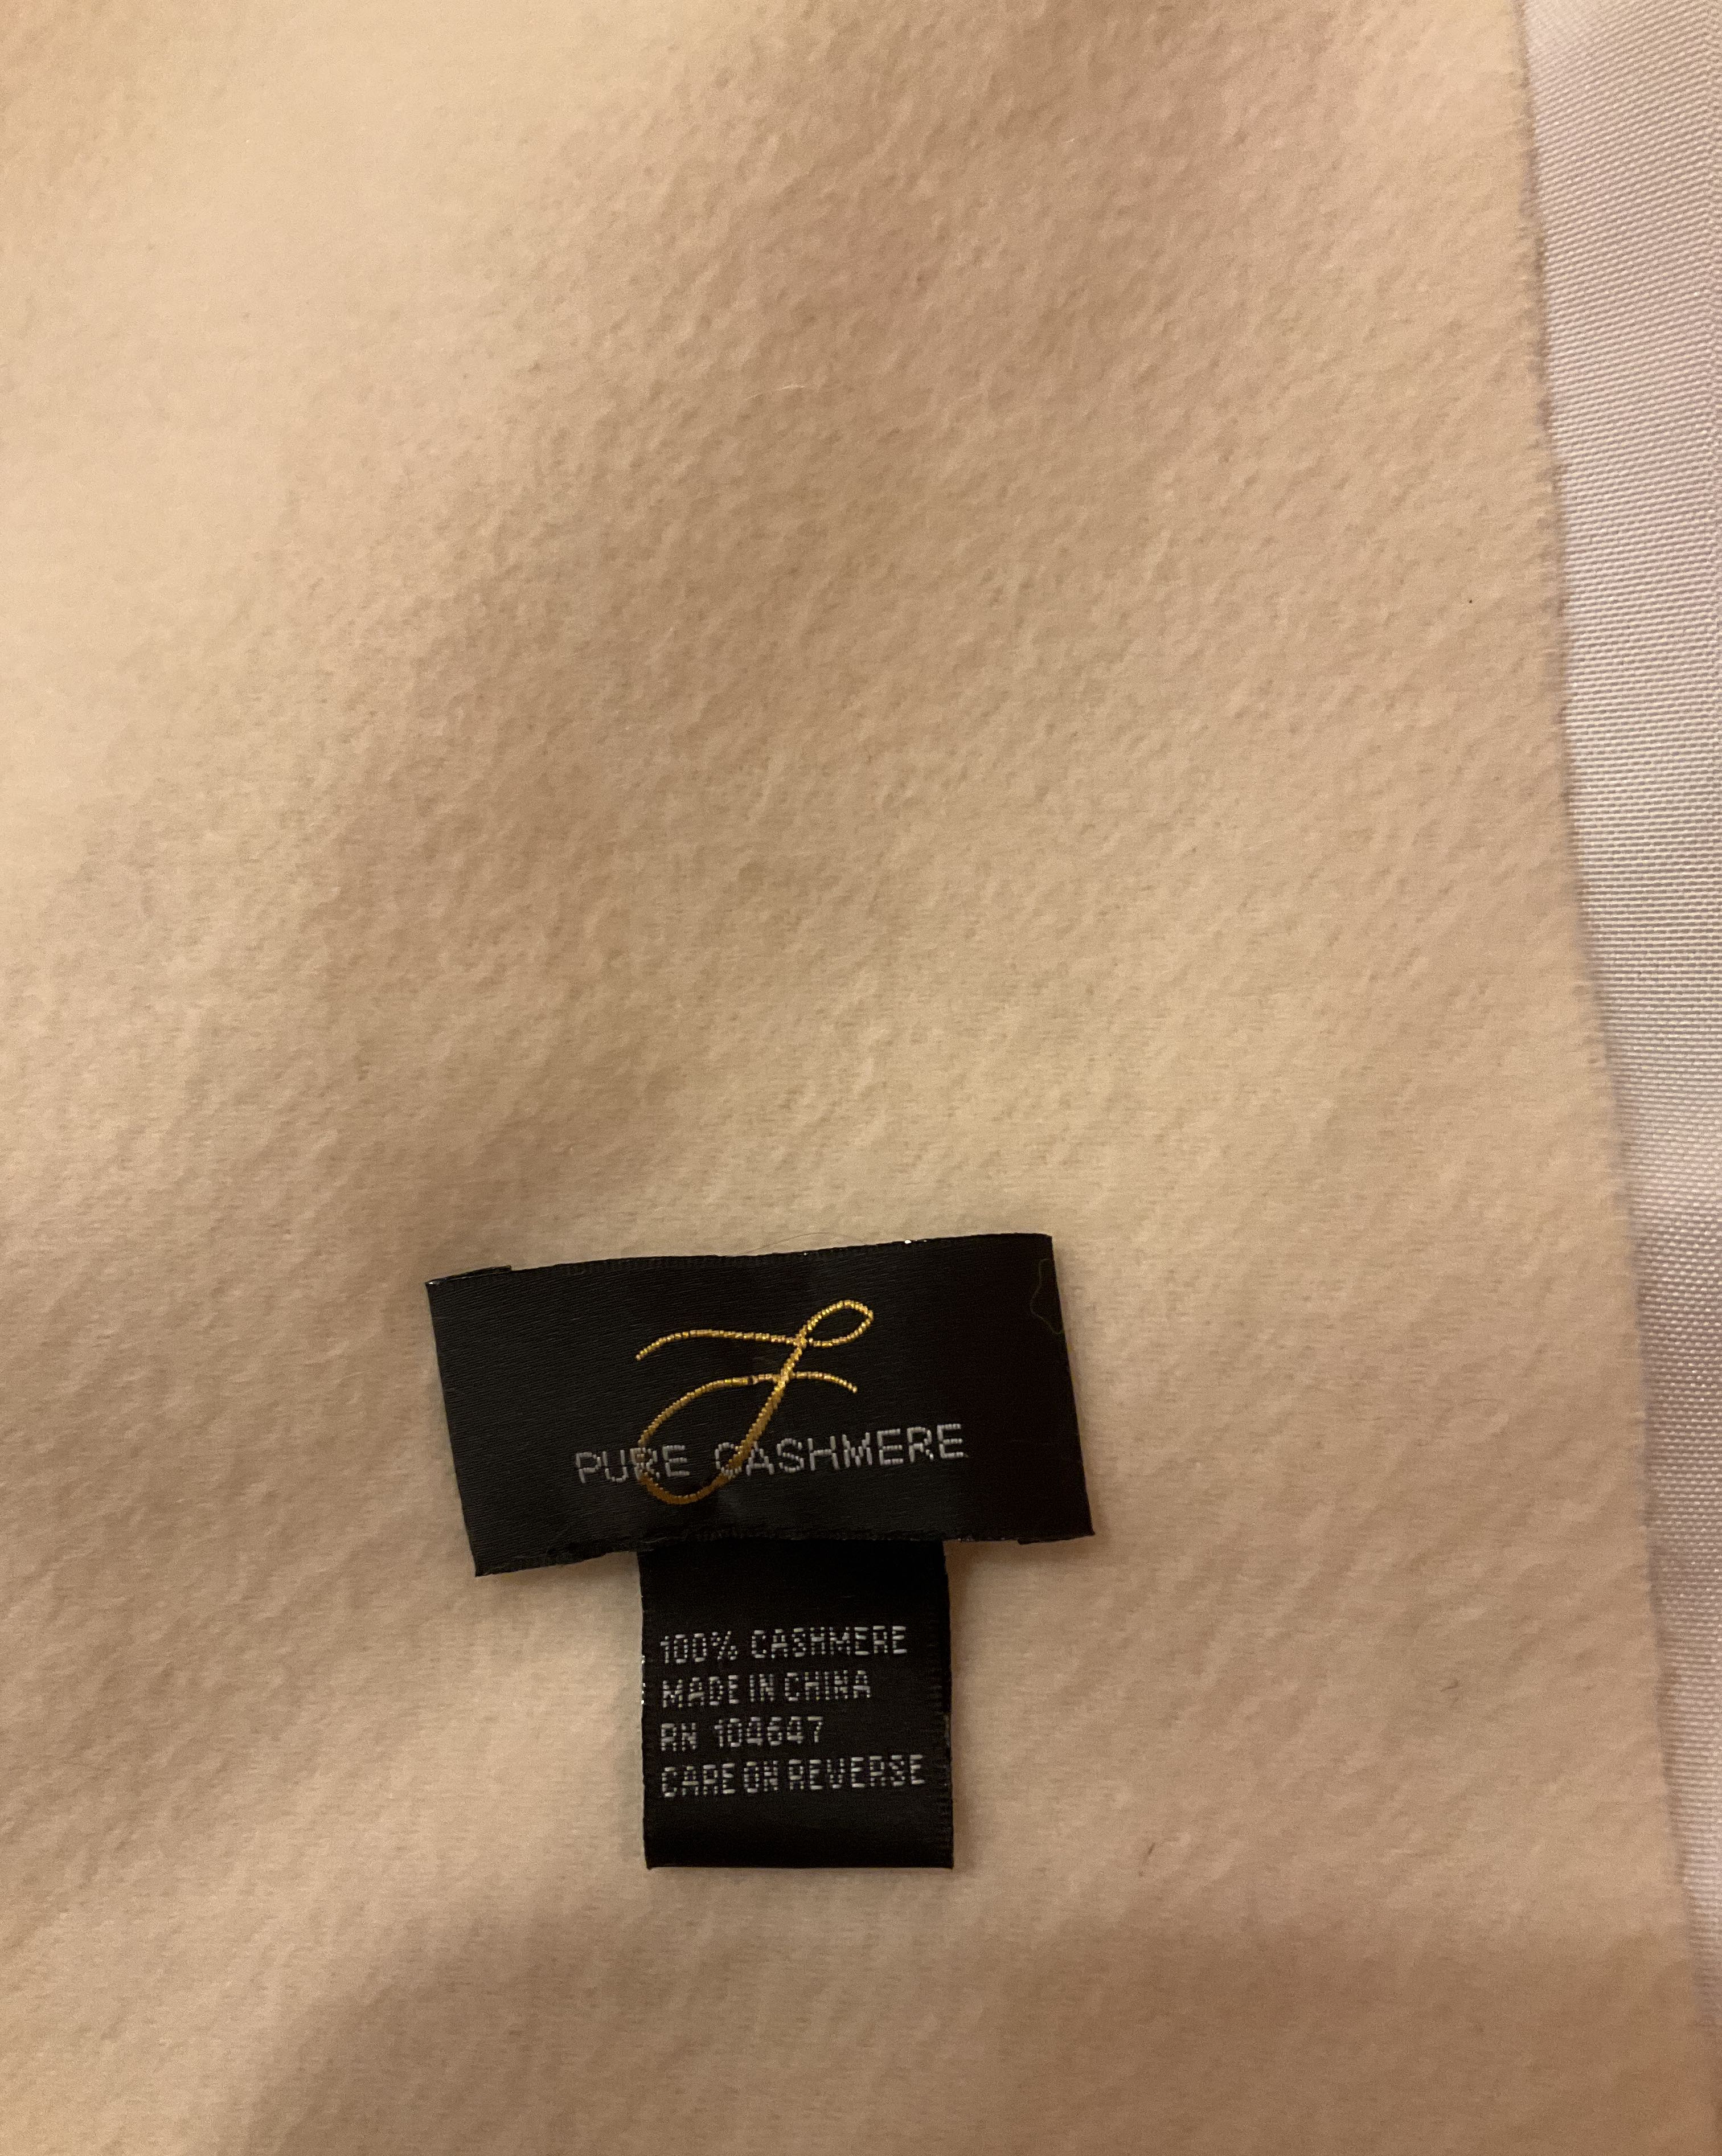 PURE CASHMERE
100% CASHMERE
MADE IN CHINA
RN 104647
CARE ON REVERSE